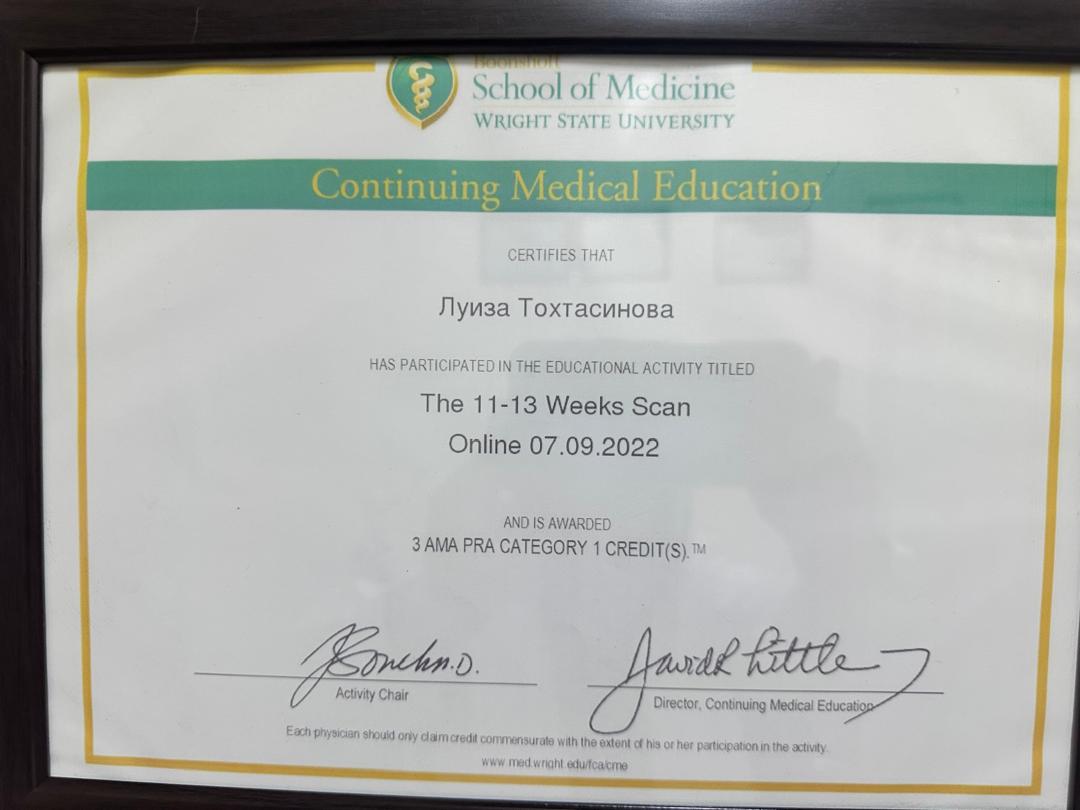 Boonshoft
School of Medicine
WRIGHT STATE UNIVERSITY
Continuing Medical Education
CERTIFIES THAT
Луиза Тохтасинова
HAS PARTICIPATED IN THE EDUCATIONAL ACTIVITY TITLED
The 11-13 Weeks Scan
Online 07.09.2022
AND IS AWARDED
3 AMA PRA CATEGORY 1 CREDIT(S).™
David R Little
Activity Chair
Director, Continuing Medical Education
Each physician should only claim credit commensurate with the extent of his or her participation in the activity.
www.med.wright.edu/fca/cme